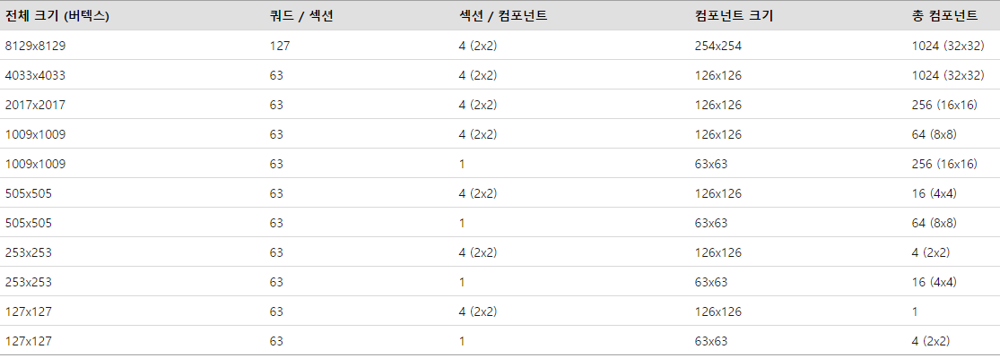 전체 크기 (버텍스) 쿼드 / 섹션 섹션 / 컴포넌트 컴포넌트 크기 총 컴포넌트
8129x8129 127 4 (2x2) 254x254 1024 (32x32)
4033x4033 63 4 (2x2) 126x126 1024 (32x32)
2017x2017 63 4 (2x2) 126x126 256 (16x16)
1009x1009 63 4 (2x2) 126x126 64 (8x8)
1009x1009 63 1 63x63 256 (16x16)
505x505 63 4 (2x2) 126x126 16 (4x4)
505x505 63 1 63x63 64 (8x8)
253x253 63 4 (2x2) 126x126 4 (2x2)
253x253 63 1 63x63 16 (4x4)
127x127 63 4 (2x2) 126x126 1
127x127 63 1 63x63 4 (2x2)